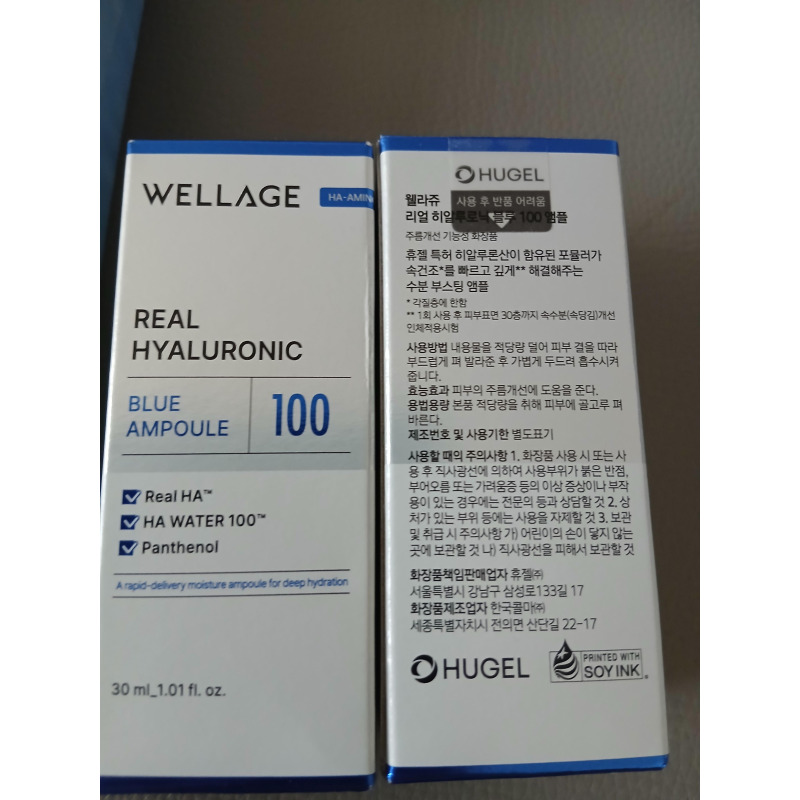 WELLAGE
HA-AMIN
REAL
HYALURONIC
BLUE
AMPOULE
100
Real HA™
HA WATER 100™
Panthenol
A rapid-delivery moisture ampoule for deep hydration
30 ml_1.01 fl. oz.
HUGEL
사용 후 반품 어려움
웰라쥬
리얼 히알루로닉 블루 100 앰플
주름개선 기능성 화장품
휴젤 특허 히알루론산이 함유된 포뮬러가
속건조*를 빠르고 깊게** 해결해주는
수분 부스팅 앰플
* 각질층에 한함
** 1회 사용 후 피부표면 30층까지 속수분(속당김)개선
인체적용시험
사용방법 내용물을 적당량 덜어 피부 결을 따라
부드럽게 펴 발라준 후 가볍게 두드려 흡수시켜
줍니다.
효능효과 피부의 주름개선에 도움을 준다.
용법용량 본품 적당량을 취해 피부에 골고루 펴
바른다.
제조번호 및 사용기한 별도표기
사용할 때의 주의사항 1. 화장품 사용 시 또는 사
용 후 직사광선에 의하여 사용부위가 붉은 반점,
부어오름 또는 가려움증 등의 이상 증상이나 부작
용이 있는 경우에는 전문의 등과 상담할 것 2. 상
처가 있는 부위 등에는 사용을 자제할 것 3. 보관
및 취급 시 주의사항 가) 어린이의 손이 닿지 않는
곳에 보관할 것 나) 직사광선을 피해서 보관할 것
화장품책임판매업자 휴젤㈜
서울특별시 강남구 삼성로133길 17
화장품제조업자 한국콜마㈜
세종특별자치시 전의면 산단길 22-17
HUGEL
PRINTED WITH
SOY INK